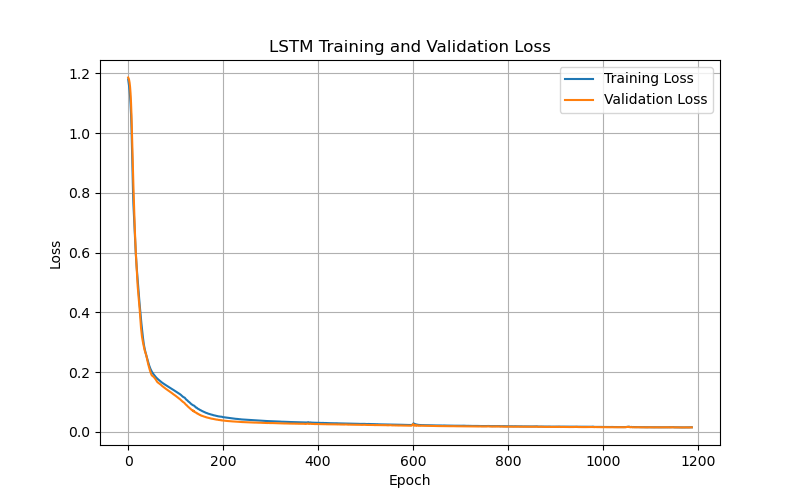 LSTM Training and Validation Loss
Training Loss
Validation Loss
Loss
1.2
1.0
0.8
0.6
0.4
0.2
0.0
0 200 400 600 800 1000 1200
Epoch